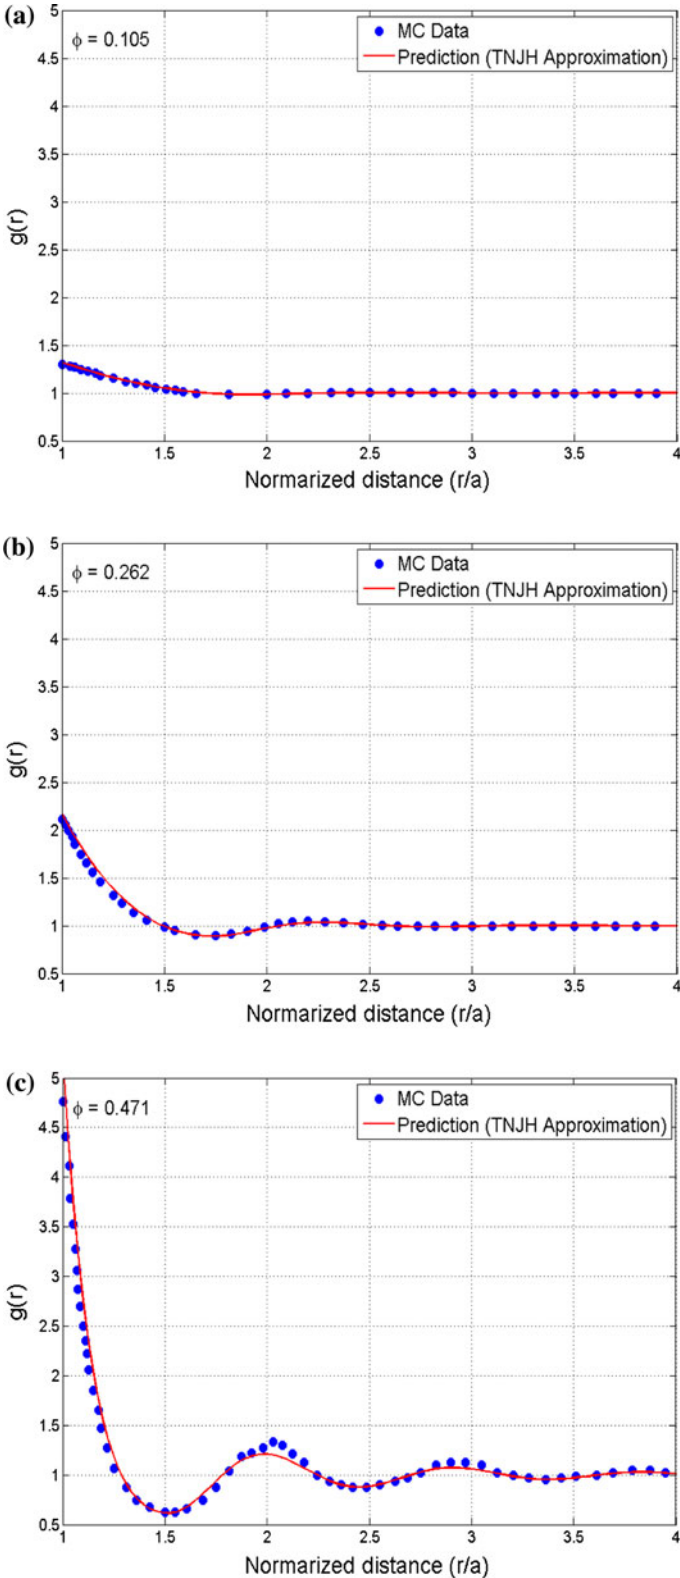 (a)
5
ϕ = 0.105
MC Data
Prediction (TNJH Approximation)
4.5
4
3.5
3
g(r)
2.5
2
1.5
1
0.5
1 1.5 2 2.5 3 3.5 4
Normarized distance (r/a)
(b)
5
ϕ = 0.262
MC Data
Prediction (TNJH Approximation)
4.5
4
3.5
3
g(r)
2.5
2
1.5
1
0.5
1 1.5 2 2.5 3 3.5 4
Normarized distance (r/a)
(c)
5
ϕ = 0.471
MC Data
Prediction (TNJH Approximation)
4.5
4
3.5
3
g(r)
2.5
2
1.5
1
0.5
1 1.5 2 2.5 3 3.5 4
Normarized distance (r/a)